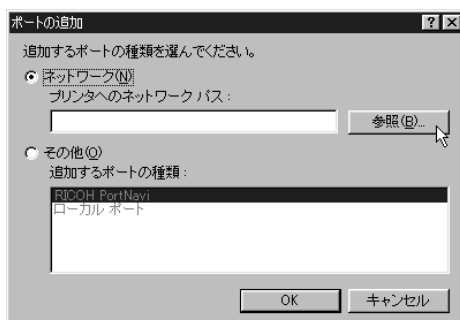 ポートの追加
追加するポートの種類を選んでください。
ネットワーク(N)
プリンタへのネットワーク パス:
参照(B)...
その他(O)
追加するポートの種類:
RICOH PortNavi
ローカル ポート
OK
キャンセル